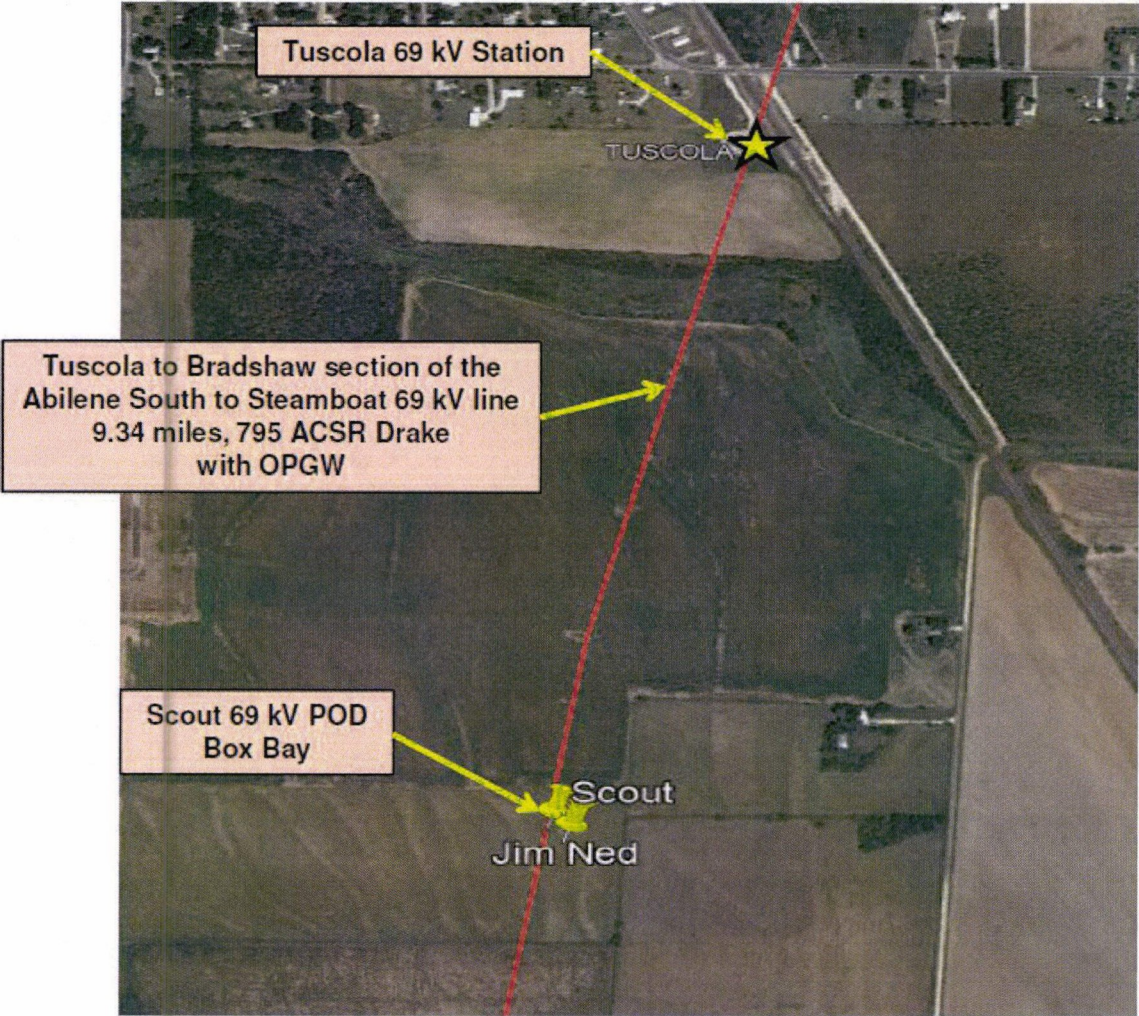 Tuscola 69 kV Station
TUSCOLA
Tuscola to Bradshaw section of the
Abilene South to Steamboat 69 kV line
9.34 miles, 795 ACSR Drake
with OPGW
Scout 69 kV POD
Box Bay
Scout
Jim Ned